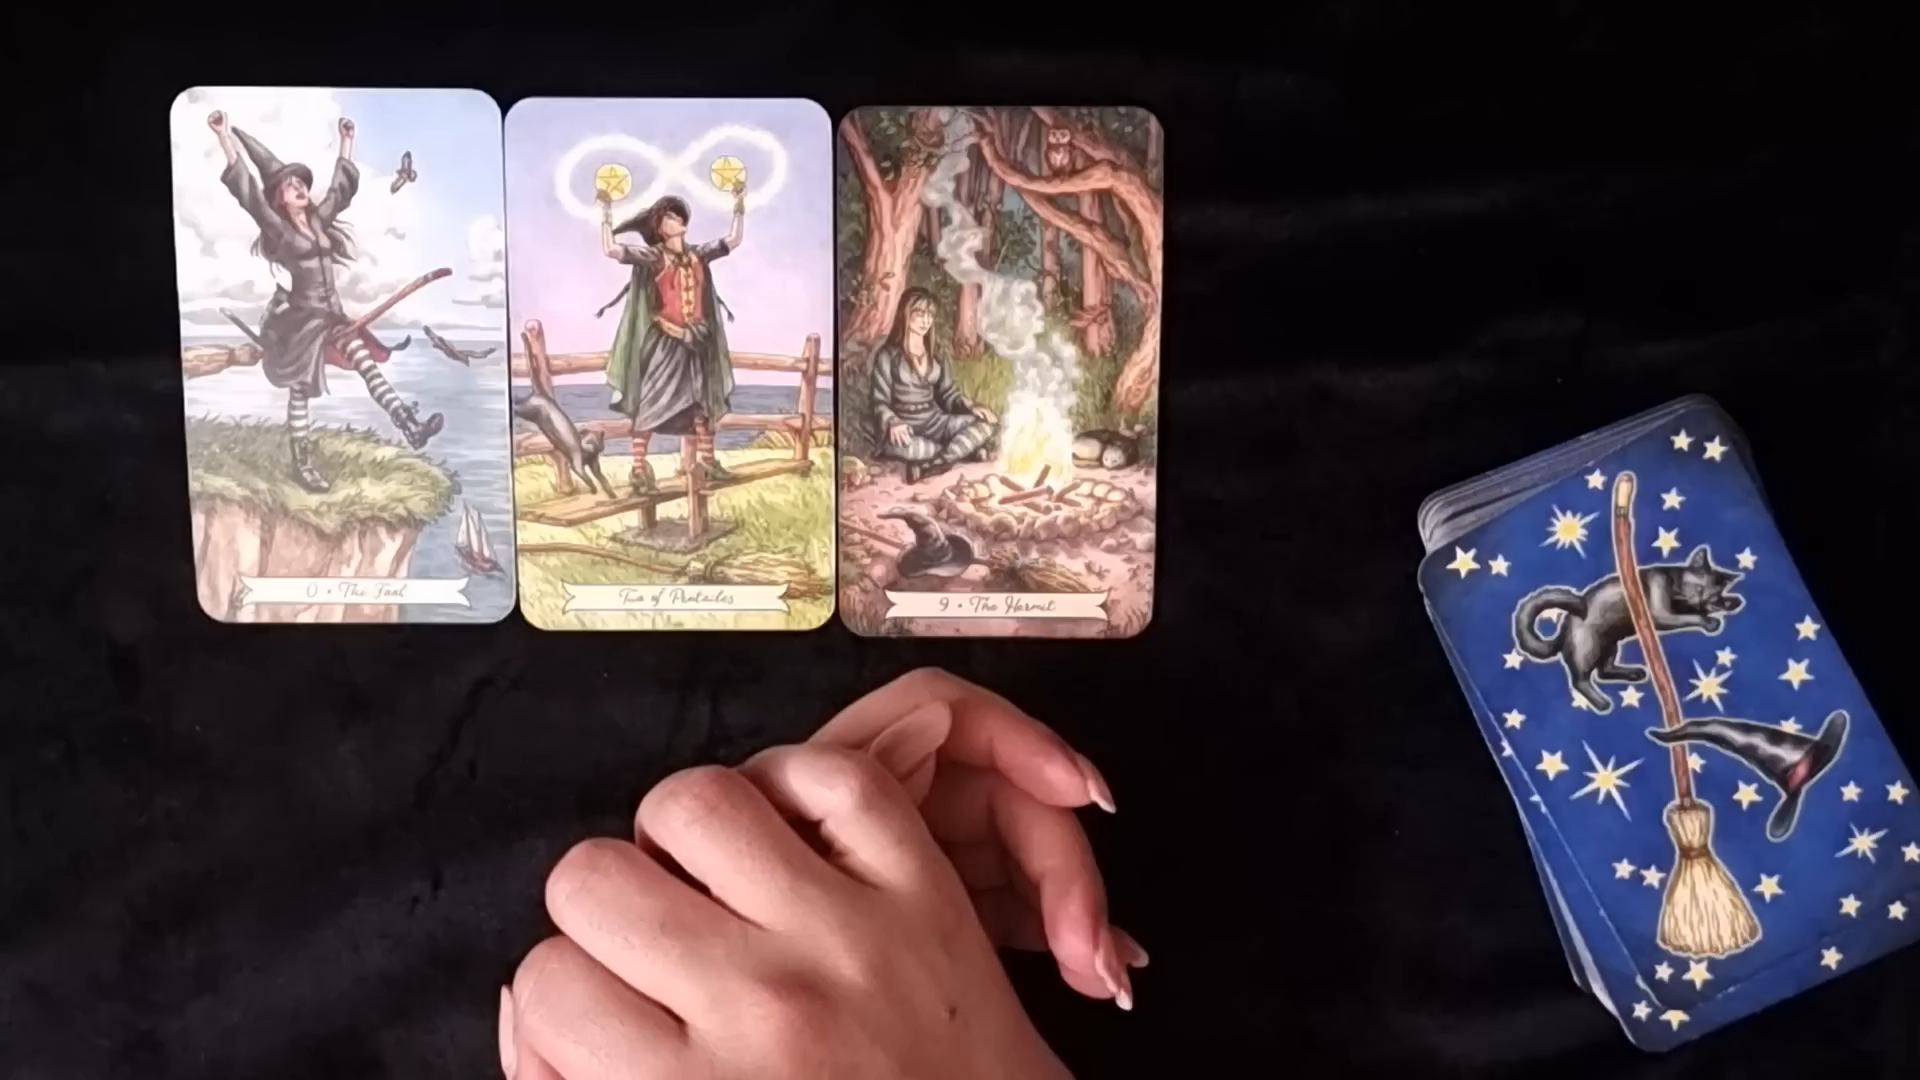 0 • The Fool
Two of Pentacles
9 • The Hermit